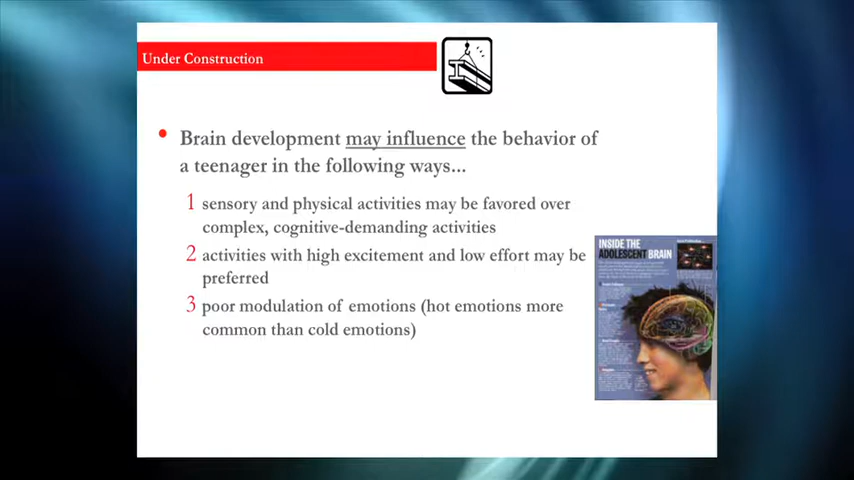 Under Construction
• Brain development may influence the behavior of
a teenager in the following ways...
1 sensory and physical activities may be favored over
complex, cognitive-demanding activities
2 activities with high excitement and low effort may be
preferred
3 poor modulation of emotions (hot emotions more
common than cold emotions)
INSIDE THE
ADOLESCENT BRAIN